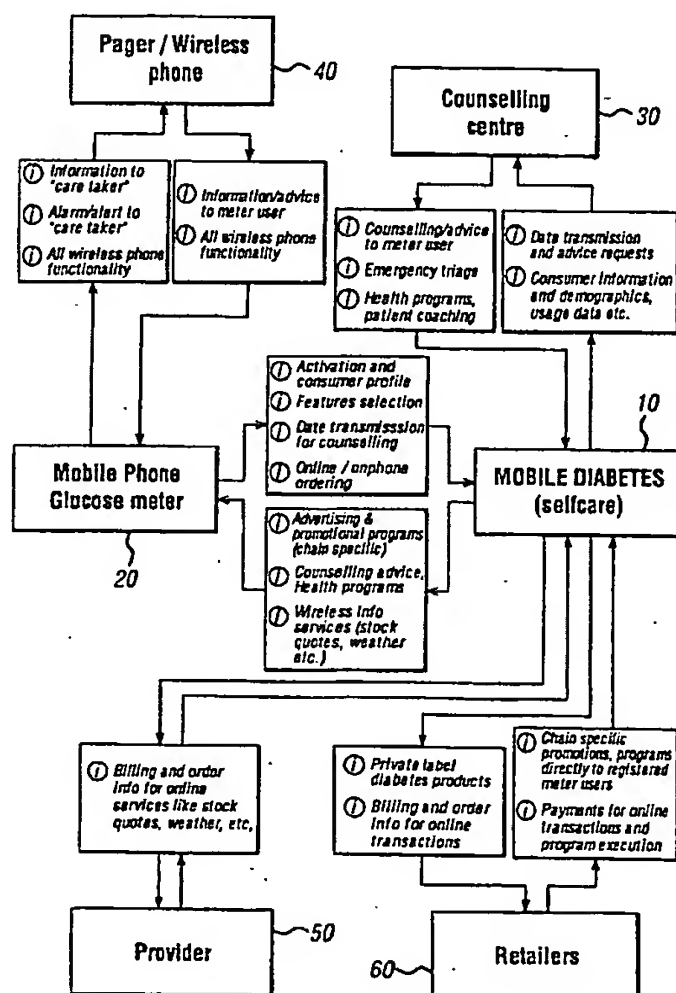 Pager / Wireless
phone
40
Counselling
centre
30
ⓘ Information to
"care taker"
ⓘ Alarm/alert to
"care taker"
ⓘ All wireless phone
functionality
ⓘ Information/advice
to meter user
ⓘ All wireless phone
functionality
ⓘ Counselling/advice
to meter user
ⓘ Emergency triage
ⓘ Health programs,
patient coaching
ⓘ Date transmission
and advice requests
ⓘ Consumer Information
and demographics,
usage data etc.
ⓘ Activation and
consumer profile
ⓘ Features selection
ⓘ Date transmisssion
for counselling
ⓘ Online / onphone
ordering
Mobile Phone
Glucose meter
20
10
MOBILE DIABETES
(selfcare)
ⓘ Advertising &
promotional programs
(chain specific)
ⓘ Counselling advice,
Health programs
ⓘ Wireless Info
services (stock
quotes, weather
etc.)
ⓘ Billing and order
info for online
services like stock
quotes, weather, etc,
ⓘ Private label
diabetes products
ⓘ Billing and order
info for online
transactions
ⓘ Chain specific
promotions, programs
directly to registered
meter users
ⓘ Payments for online
transactions and
program execution
Provider
50
Retailers
60